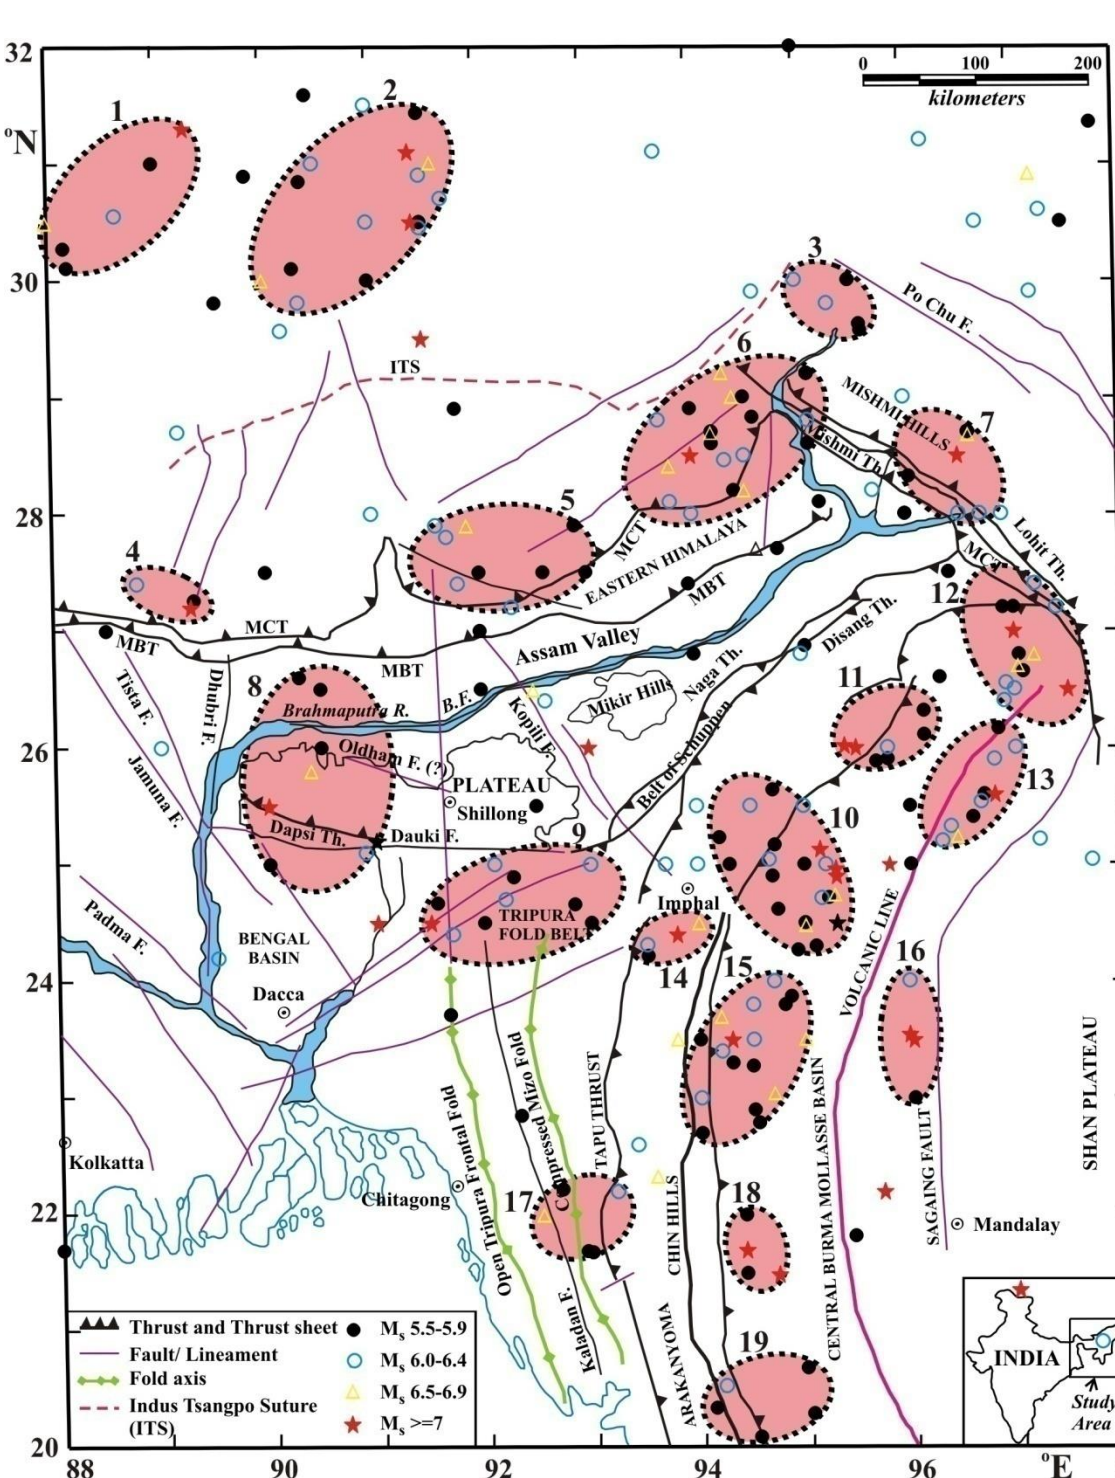 32
0 100 200
kilometers
°N
1
2
3
30
Po Chu F.
ITS
6
MISHMI HILLS
7
Mishmi Th.
5
28
MCT
EASTERN HIMALAYA
Lohit Th.
MCT
4
MBT
12
MCT
MBT
MBT
Assam Valley
Disang Th.
Naga Th.
Tista F.
Dhubri F.
8
11
Brahmaputra R.
B.F.
Kopili F.
Mikir Hills
26
Oldham F. (?)
Belt of Schuppen
Jamuna F.
PLATEAU
Shillong
13
Dapsi Th.
Dauki F.
9
10
Padma F.
TRIPURA
FOLD BELT
Imphal
BENGAL
BASIN
VOLCANIC LINE
14
15
16
24
Dacca
SHAN PLATEAU
Open Tripura Frontal Fold
Compressed Mizo Fold
TAPU THRUST
CENTRAL BURMA MOLLASSE BASIN
SAGAING FAULT
Kolkatta
Chitagong
17
CHIN HILLS
18
22
Mandalay
Kaladan F.
ARAKANYOMA
19
Thrust and Thrust sheet
Ms 5.5-5.9
Fault/ Lineament
Ms 6.0-6.4
Fold axis
Ms 6.5-6.9
Indus Tsangpo Suture
(ITS)
Ms >=7
INDIA
Study
Area
20
88 90 92 94 96 °E